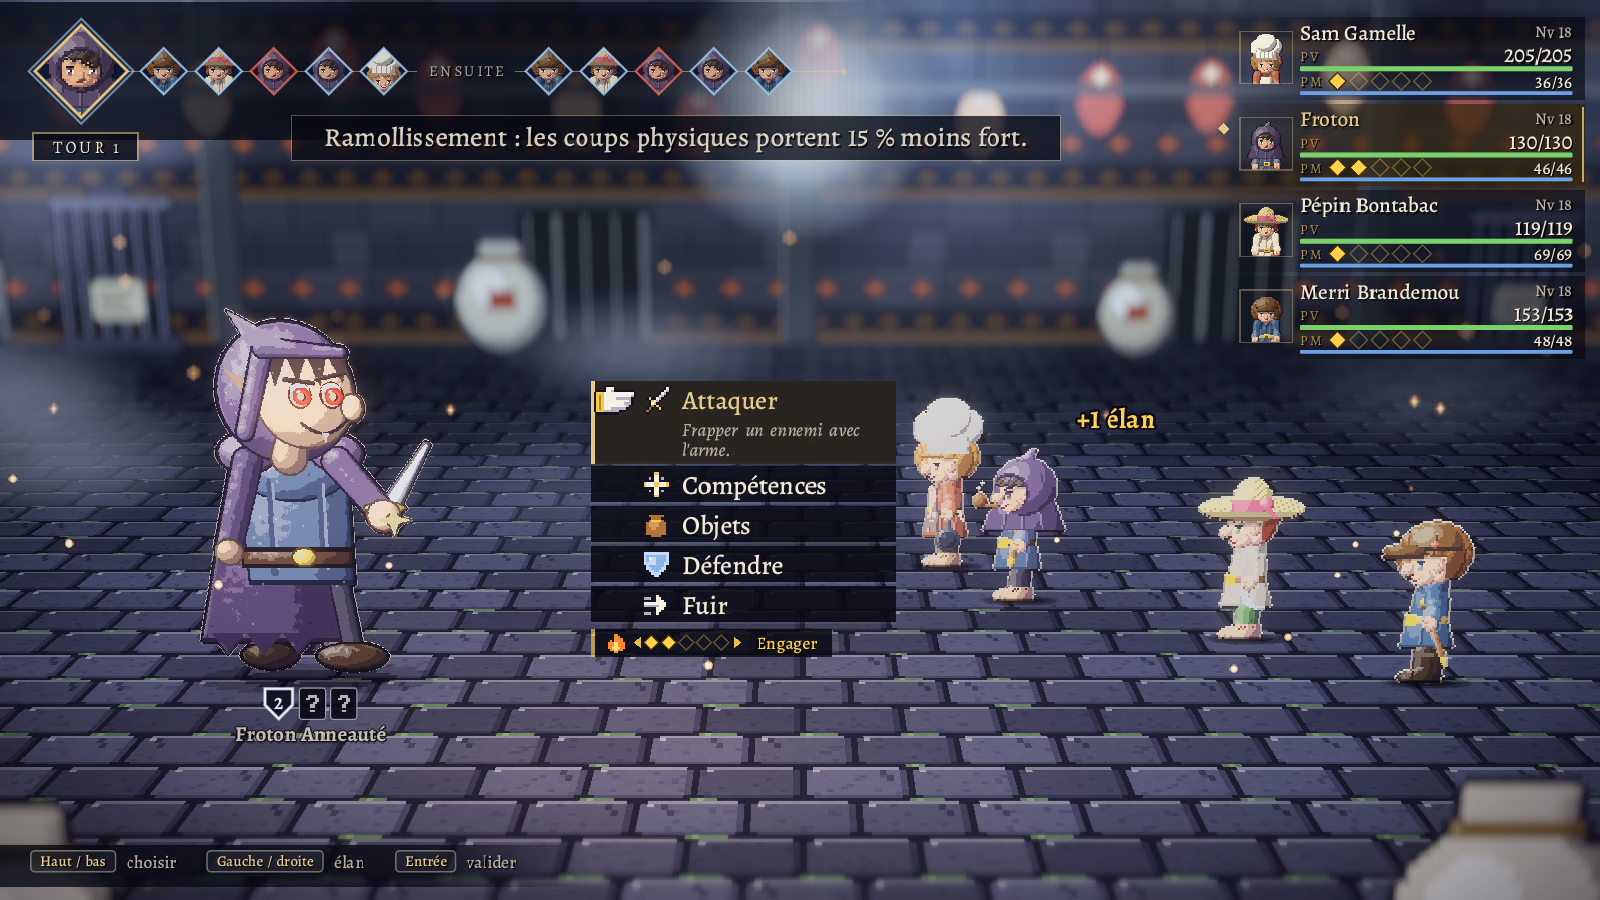 ENSUITE
TOUR 1
Ramollissement : les coups physiques portent 15 % moins fort.
Sam Gamelle Nv 18
PV 205/205
PM 36/36
Froton Nv 18
PV 130/130
PM 46/46
Pépin Bontabac Nv 18
PV 119/119
PM 69/69
Merri Brandemou Nv 18
PV 153/153
PM 48/48
+1 élan
Attaquer
Frapper un ennemi avec
l'arme.
Compétences
Objets
Défendre
Fuir
Engager
2 ? ?
Froton Anneauté
Haut / bas choisir Gauche / droite élan Entrée valider